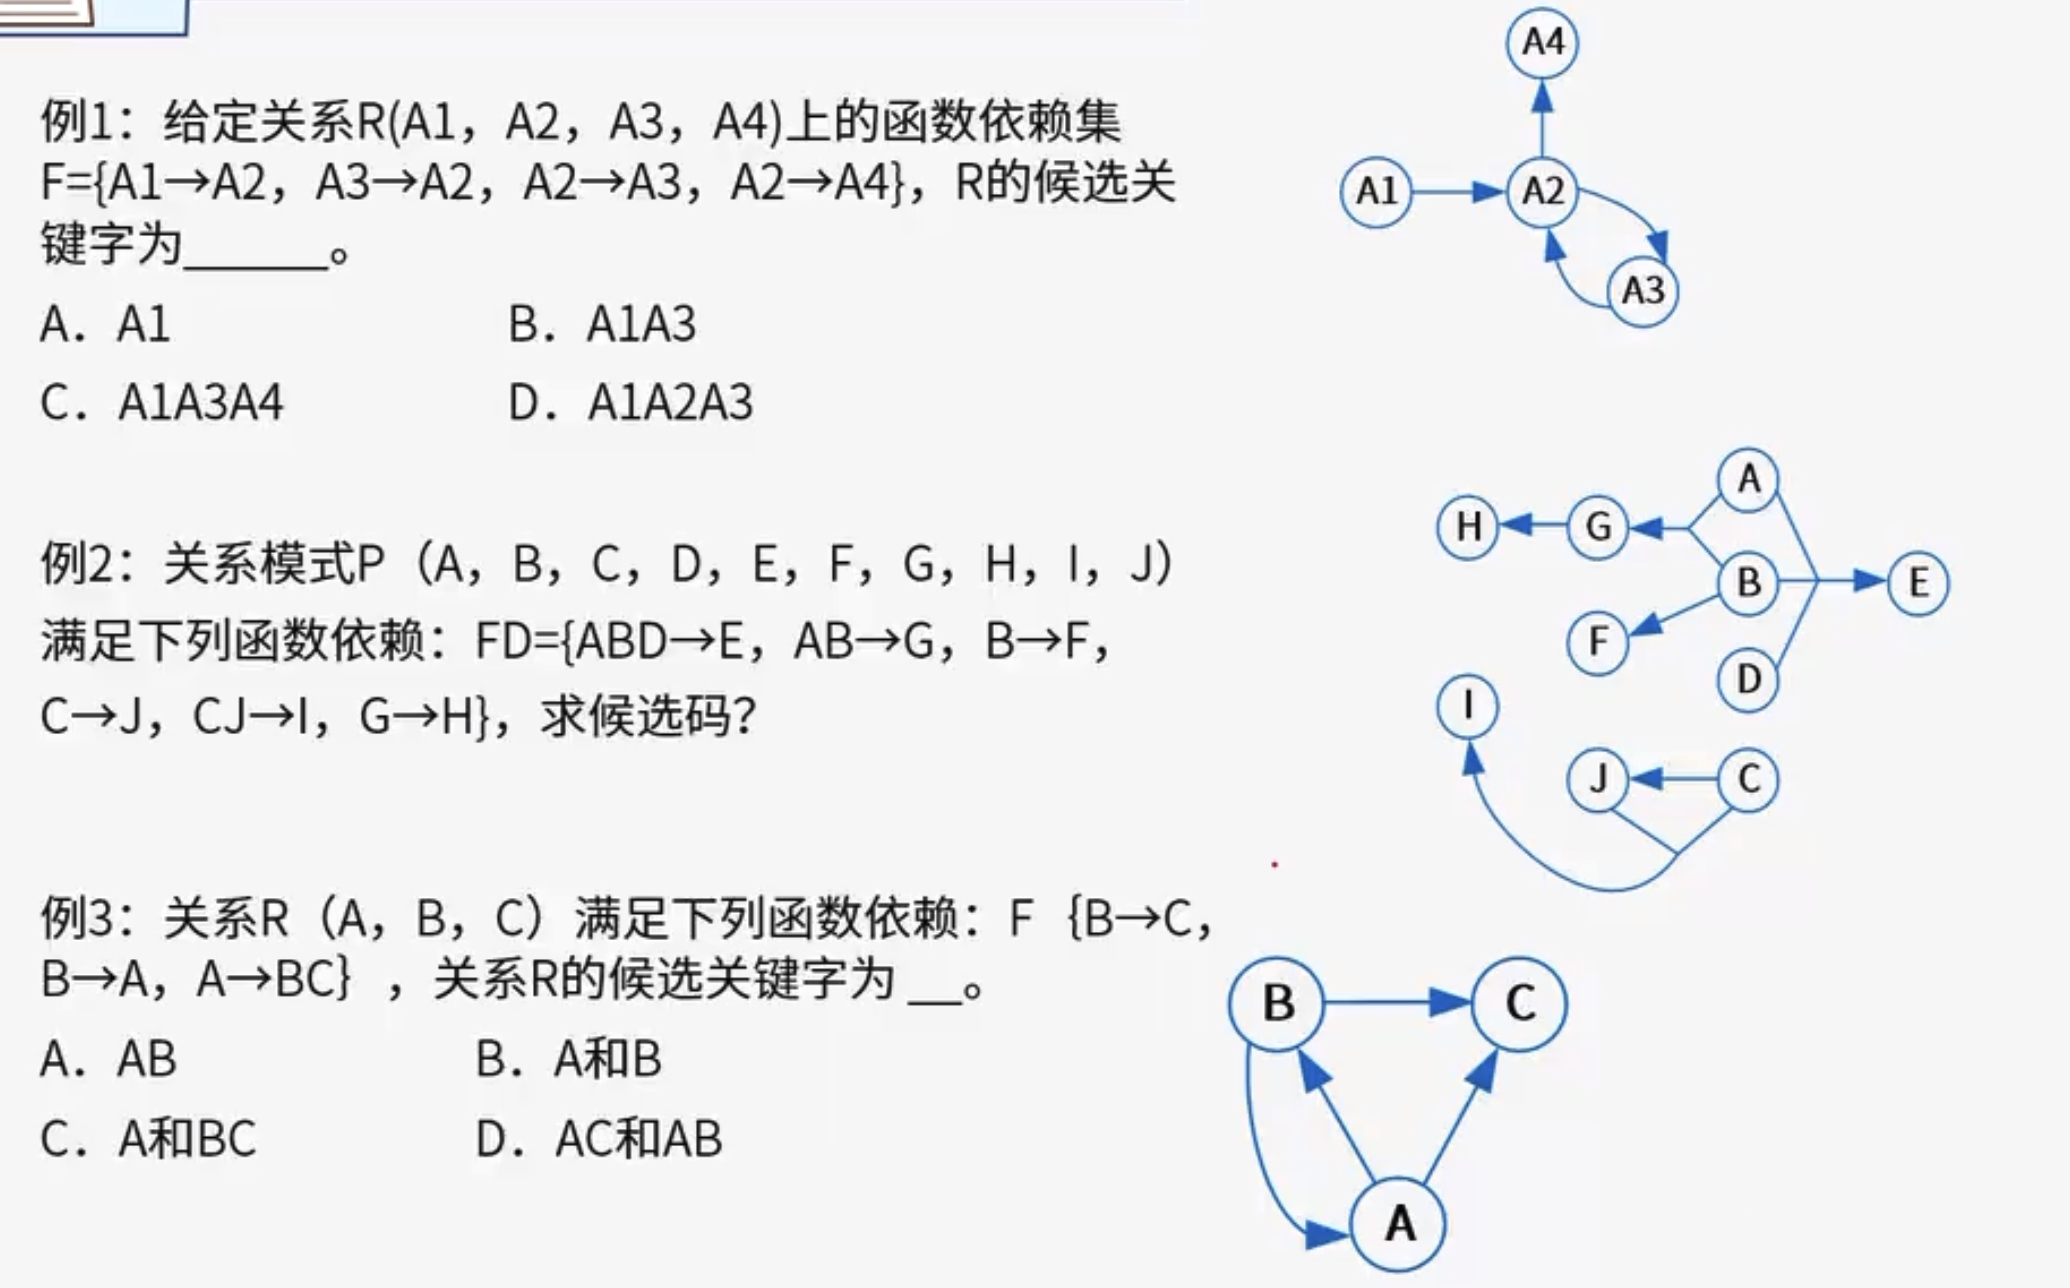 例1：给定关系R(A1，A2，A3，A4)上的函数依赖集
F={A1→A2，A3→A2，A2→A3，A2→A4}，R的候选关
键字为______。
A．A1
B．A1A3
C．A1A3A4
D．A1A2A3
A4
A1
A2
A3
例2：关系模式P（A，B，C，D，E，F，G，H，I，J）
满足下列函数依赖：FD={ABD→E，AB→G，B→F，
C→J，CJ→I，G→H}，求候选码？
A
H
G
B
E
F
D
I
J
C
例3：关系R（A，B，C）满足下列函数依赖：F｛B→C，
B→A，A→BC｝，关系R的候选关键字为 __。
A．AB
B．A和B
C．A和BC
D．AC和AB
B
C
A